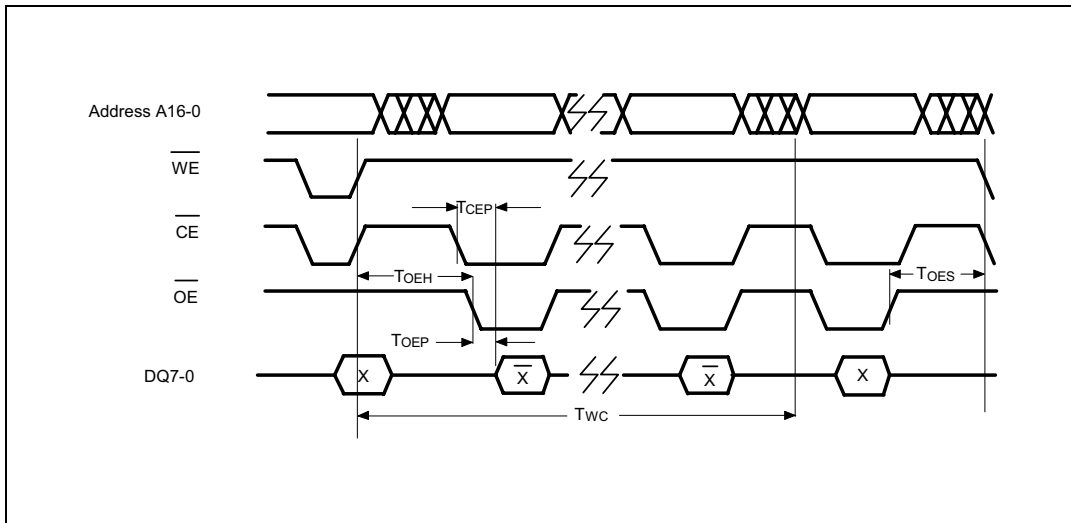 Address A16-0
WE
TCEP
CE
TOEH
TOES
OE
TOEP
DQ7-0
X
X
X
X
TWC